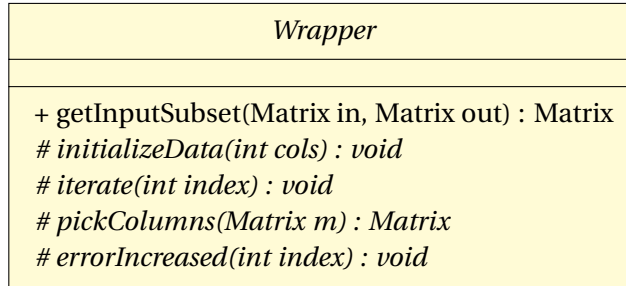 Wrapper
+ getInputSubset(Matrix in, Matrix out) : Matrix
# initializeData(int cols) : void
# iterate(int index) : void
# pickColumns(Matrix m) : Matrix
# errorIncreased(int index) : void